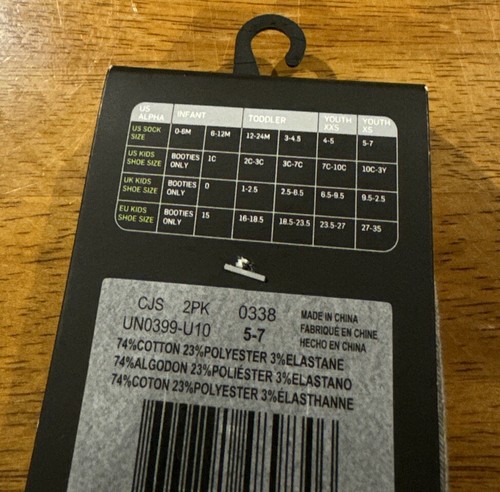 US ALPHA INFANT TODDLER YOUTH XXS YOUTH XS
US SOCK SIZE 0-6M 6-12M 12-24M 3-4.5 4-5 5-7
US KIDS SHOE SIZE BOOTIES ONLY 1C 2C-3C 3C-7C 7C-10C 10C-3Y
UK KIDS SHOE SIZE BOOTIES ONLY 0 1-2.5 2.5-6.5 6.5-9.5 9.5-2.5
EU KIDS SHOE SIZE BOOTIES ONLY 15 16-18.5 18.5-23.5 23.5-27 27-35
CJS 2PK 0338 MADE IN CHINA
UN0399-U10 5-7 FABRIQUÉ EN CHINE
HECHO EN CHINA
74%COTTON 23%POLYESTER 3%ELASTANE
74%ALGODON 23%POLIÉSTER 3%ELASTANO
74%COTON 23%POLYESTER 3%ÉLASTHANNE